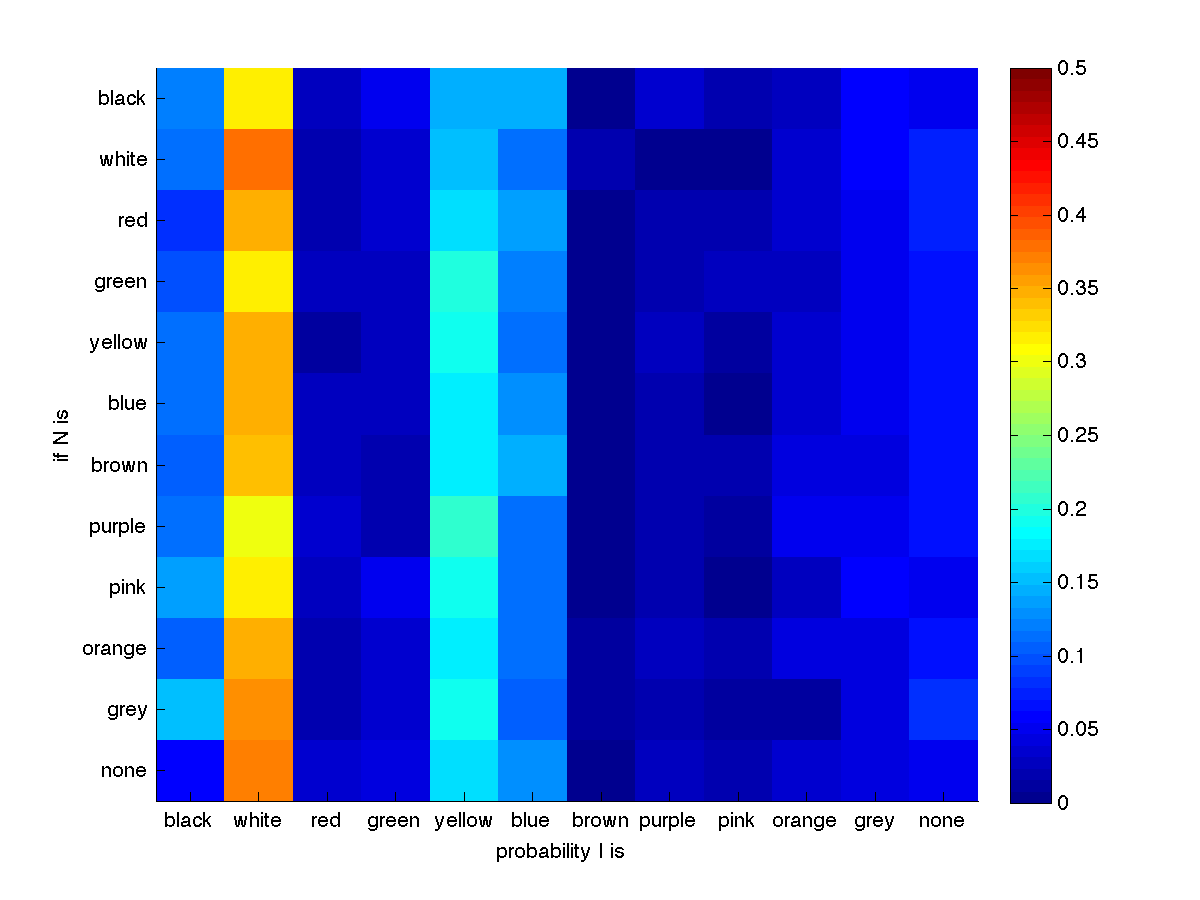 black
white
red
green
yellow
blue
brown
purple
pink
orange
grey
none
if N is
black white red green yellow blue brown purple pink orange grey none
probability I is
0.5
0.45
0.4
0.35
0.3
0.25
0.2
0.15
0.1
0.05
0